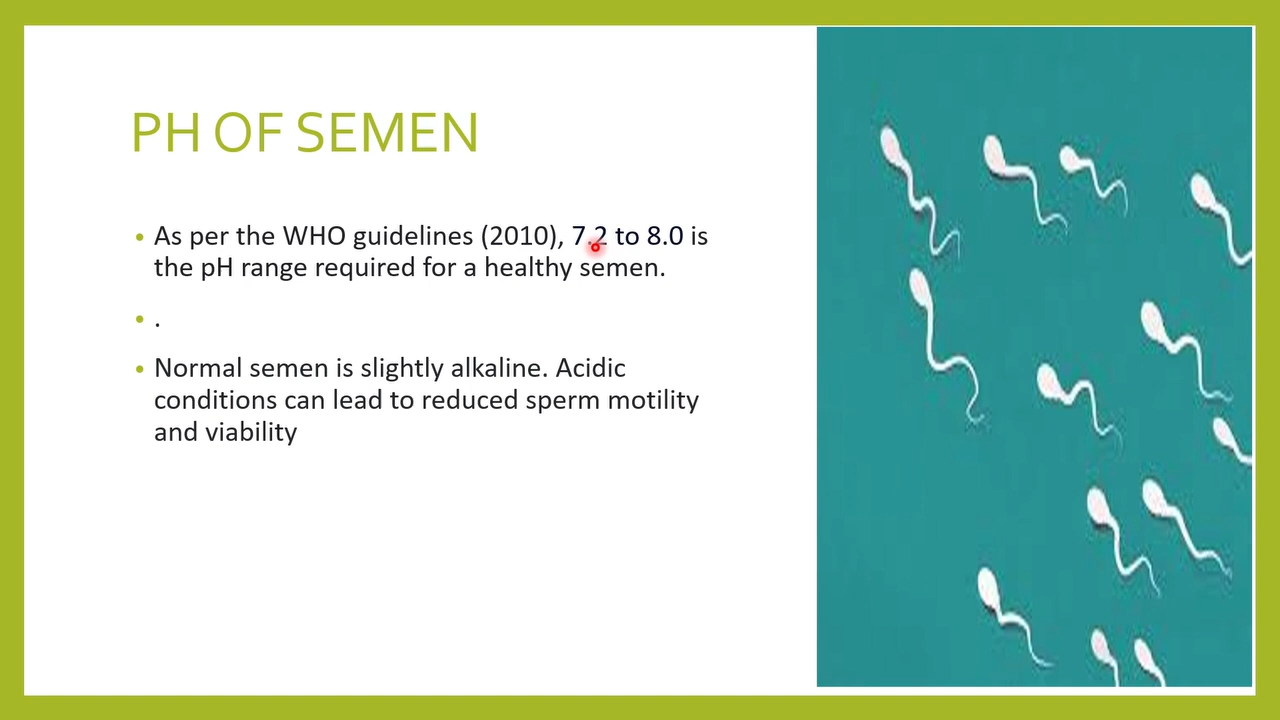 PH OF SEMEN
• As per the WHO guidelines (2010), 7.2 to 8.0 is
the pH range required for a healthy semen.
• .
• Normal semen is slightly alkaline. Acidic
conditions can lead to reduced sperm motility
and viability